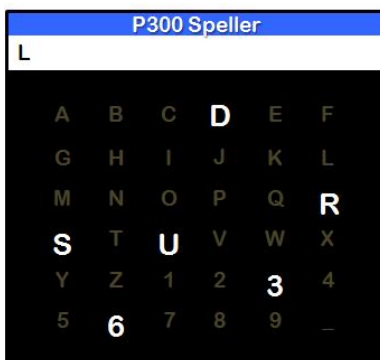 P300 Speller
L
A B C D E F
G H I J K L
M N O P Q R
S T U V W X
Y Z 1 2 3 4
5 6 7 8 9 _